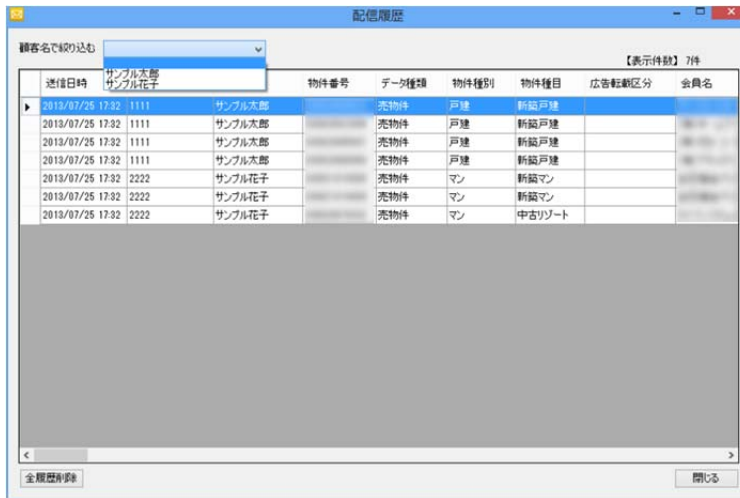 配信履歴
顧客名で絞り込む
サンプル太郎
サンプル花子
【表示件数】 7件
送信日時 物件番号 データ種類 物件種別 物件種目 広告転載区分 会員名
2013/07/25 17:32 1111 サンプル太郎 売物件 戸建 新築戸建
2013/07/25 17:32 1111 サンプル太郎 売物件 戸建 新築戸建
2013/07/25 17:32 1111 サンプル太郎 売物件 戸建 新築戸建
2013/07/25 17:32 1111 サンプル太郎 売物件 戸建 新築戸建
2013/07/25 17:32 2222 サンプル花子 売物件 マン 新築マン
2013/07/25 17:32 2222 サンプル花子 売物件 マン 新築マン
2013/07/25 17:32 2222 サンプル花子 売物件 マン 中古リゾート
全履歴削除 閉じる